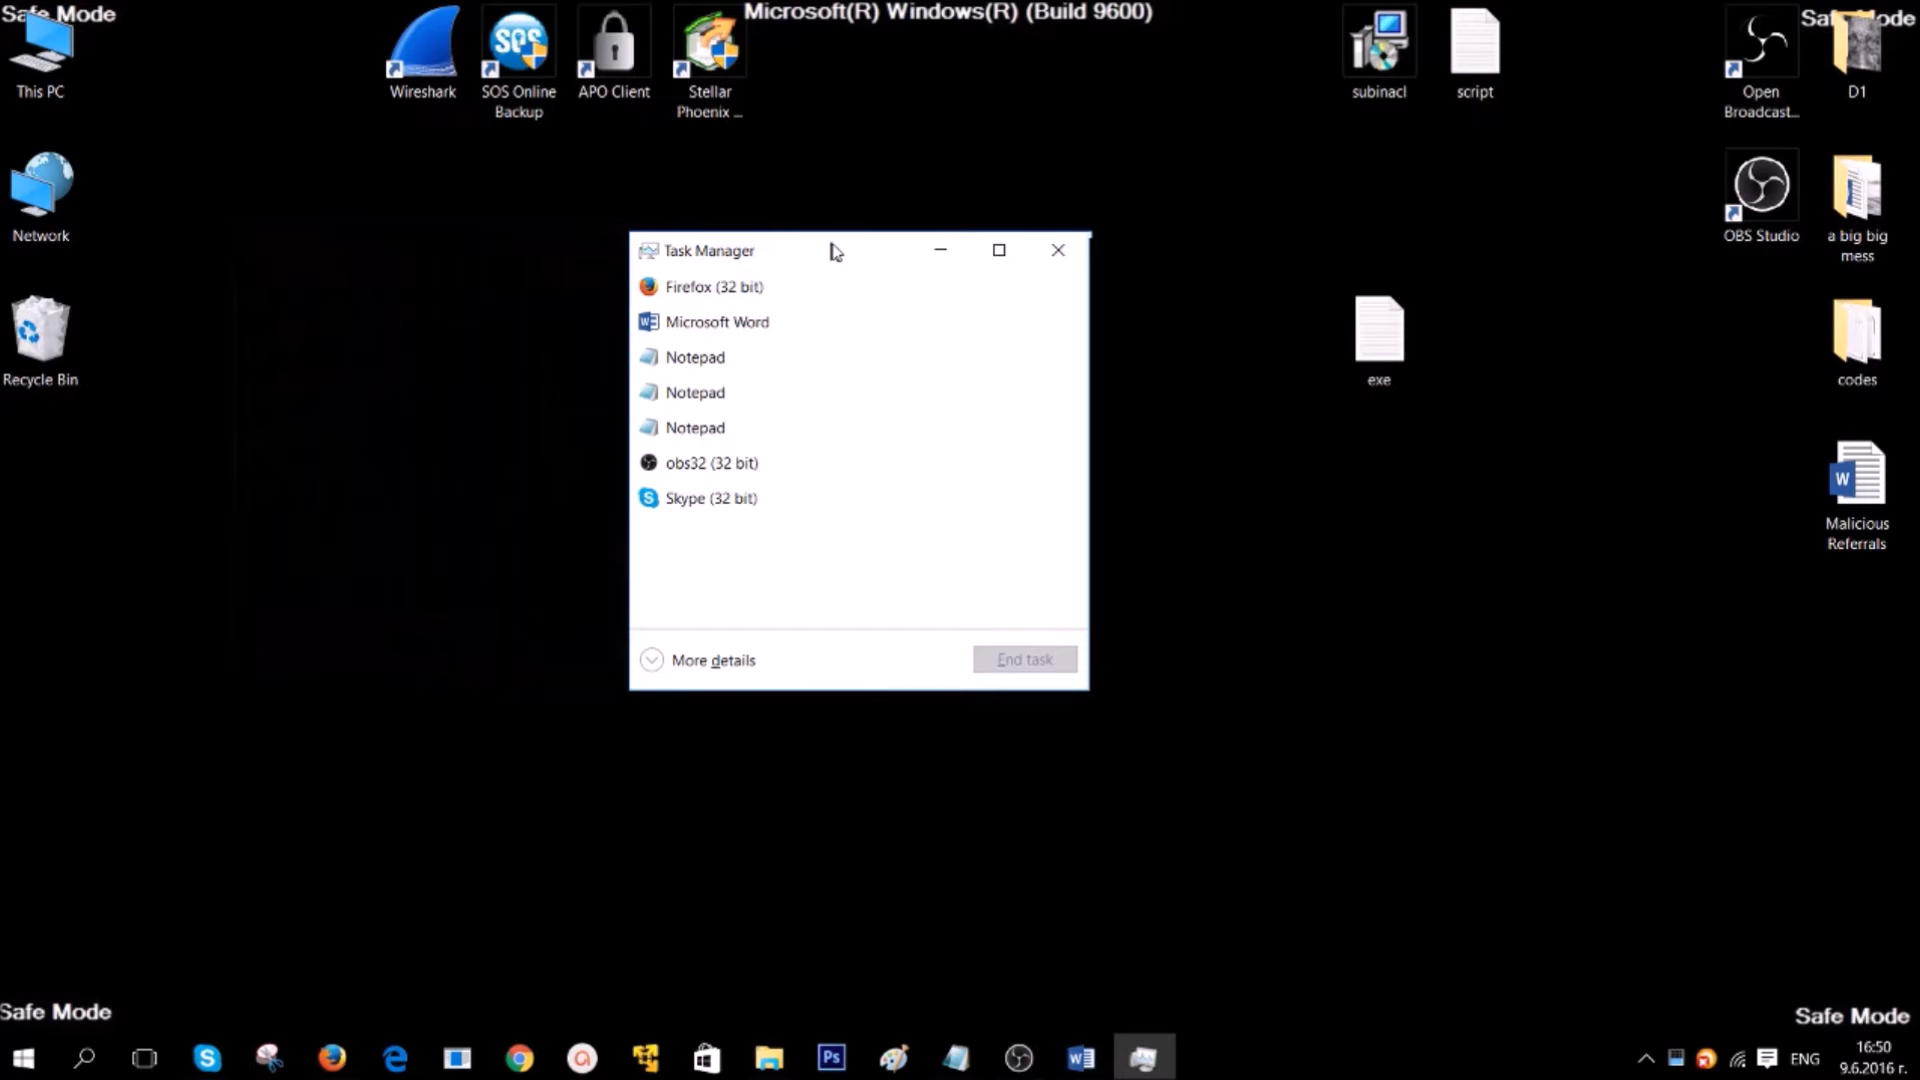 Safe Mode
Microsoft(R) Windows(R) (Build 9600)
Safe Mode
This PC
Wireshark
SOS Online
Backup
APO Client
Stellar
Phoenix ...
subinacl
script
Open
Broadcast...
D1
Network
OBS Studio
a big big
mess
Recycle Bin
exe
codes
Malicious
Referrals
Task Manager
Firefox (32 bit)
Microsoft Word
Notepad
Notepad
Notepad
obs32 (32 bit)
Skype (32 bit)
More details
End task
Safe Mode
Safe Mode
ENG
16:50
9.6.2016 г.